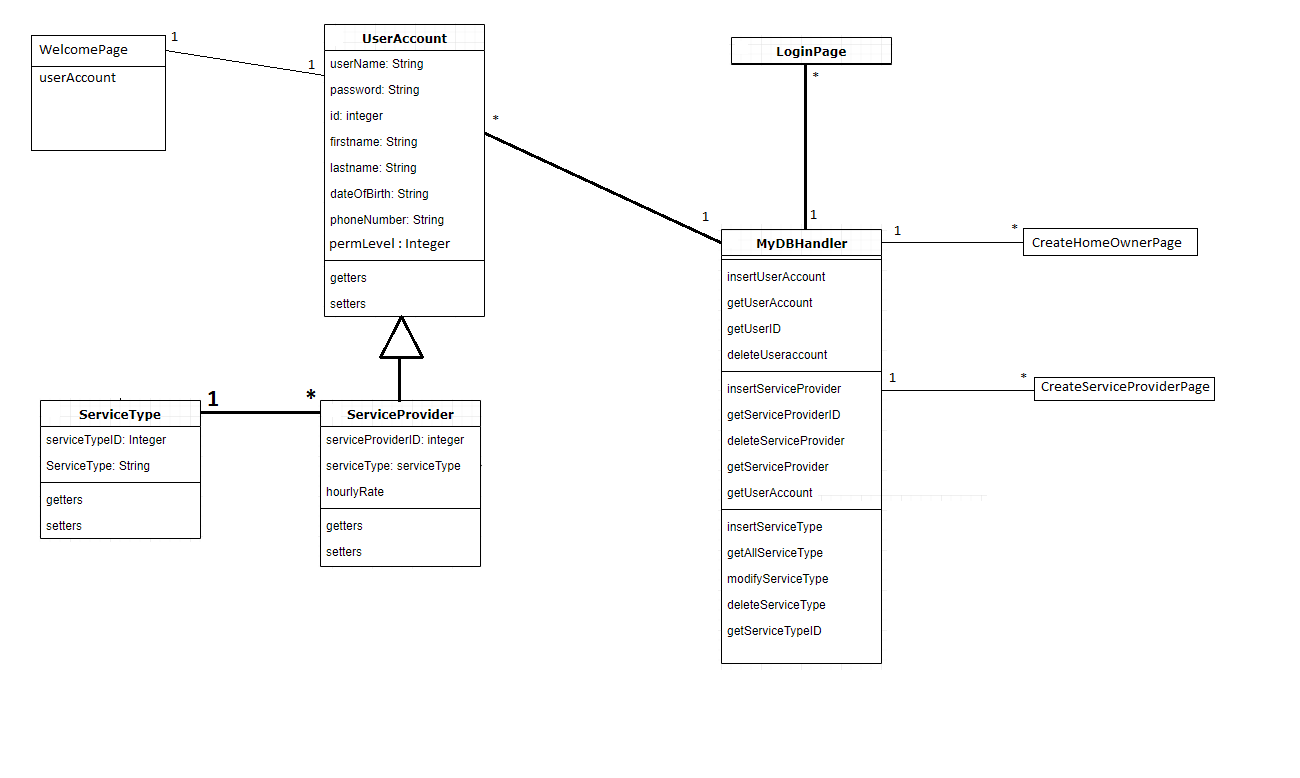 WelcomePage
userAccount
1
1
UserAccount
userName: String
password: String
id: integer
firstname: String
lastname: String
dateOfBirth: String
phoneNumber: String
permLevel : Integer
getters
setters
*
1
LoginPage
*
1
MyDBHandler
insertUserAccount
getUserAccount
getUserID
deleteUseraccount
insertServiceProvider
getServiceProviderID
deleteServiceProvider
getServiceProvider
getUserAccount
insertServiceType
getAllServiceType
modifyServiceType
deleteServiceType
getServiceTypeID
1
*
CreateHomeOwnerPage
1
*
CreateServiceProviderPage
ServiceType
serviceTypeID: Integer
ServiceType: String
getters
setters
1
*
ServiceProvider
serviceProviderID: integer
serviceType: serviceType
hourlyRate
getters
setters